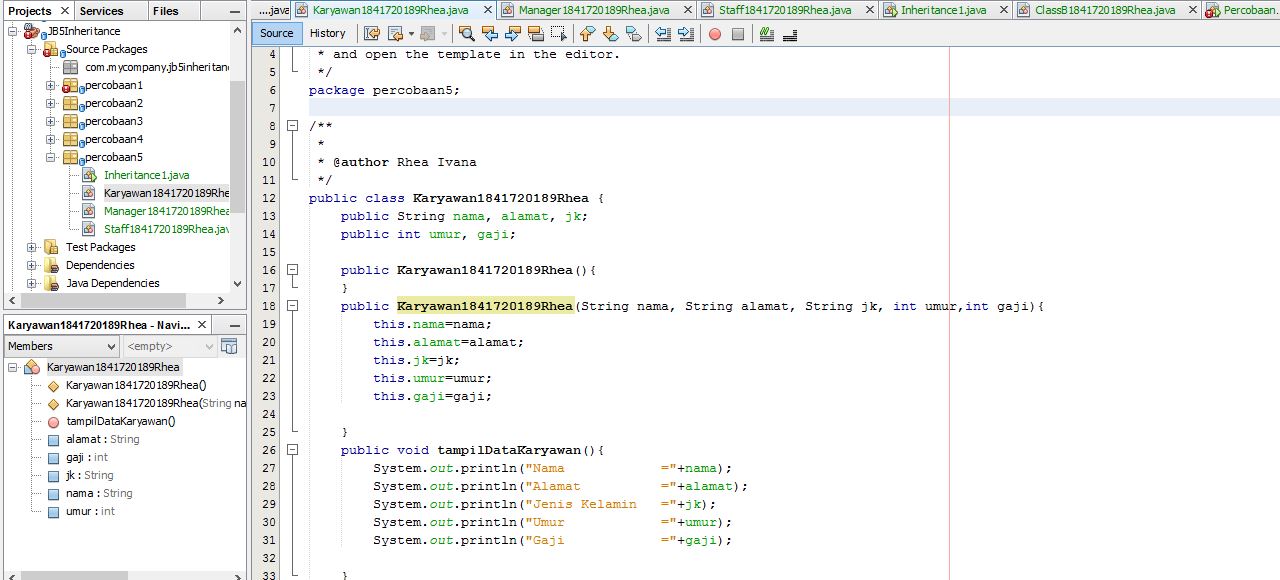 Projects
Services
Files
JB5Inheritance
Source Packages
com.mycompany.jb5inheritan
percobaan1
percobaan2
percobaan3
percobaan4
percobaan5
Inheritance1.java
Karyawan1841720189Rhe
Manager1841720189Rhea
Staff1841720189Rhea.jav
Test Packages
Dependencies
Java Dependencies
Karyawan1841720189Rhea - Navi...
Members
<empty>
Karyawan1841720189Rhea
Karyawan1841720189Rhea()
Karyawan1841720189Rhea(String na
tampilDataKaryawan()
alamat : String
gaji : int
jk : String
nama : String
umur : int
....java
Karyawan1841720189Rhea.java
Manager1841720189Rhea.java
Staff1841720189Rhea.java
Inheritance1.java
ClassB1841720189Rhea.java
Percobaan.
Source
History
4 * and open the template in the editor.
5 */
6 package percobaan5;
7
8 /**
9 *
10 * @author Rhea Ivana
11 */
12 public class Karyawan1841720189Rhea {
13 public String nama, alamat, jk;
14 public int umur, gaji;
15
16 public Karyawan1841720189Rhea(){
17 }
18 public Karyawan1841720189Rhea(String nama, String alamat, String jk, int umur,int gaji){
19 this.nama=nama;
20 this.alamat=alamat;
21 this.jk=jk;
22 this.umur=umur;
23 this.gaji=gaji;
24
25 }
26 public void tampilDataKaryawan(){
27 System.out.println("Nama            ="+nama);
28 System.out.println("Alamat          ="+alamat);
29 System.out.println("Jenis Kelamin   ="+jk);
30 System.out.println("Umur            ="+umur);
31 System.out.println("Gaji            ="+gaji);
32
33 }